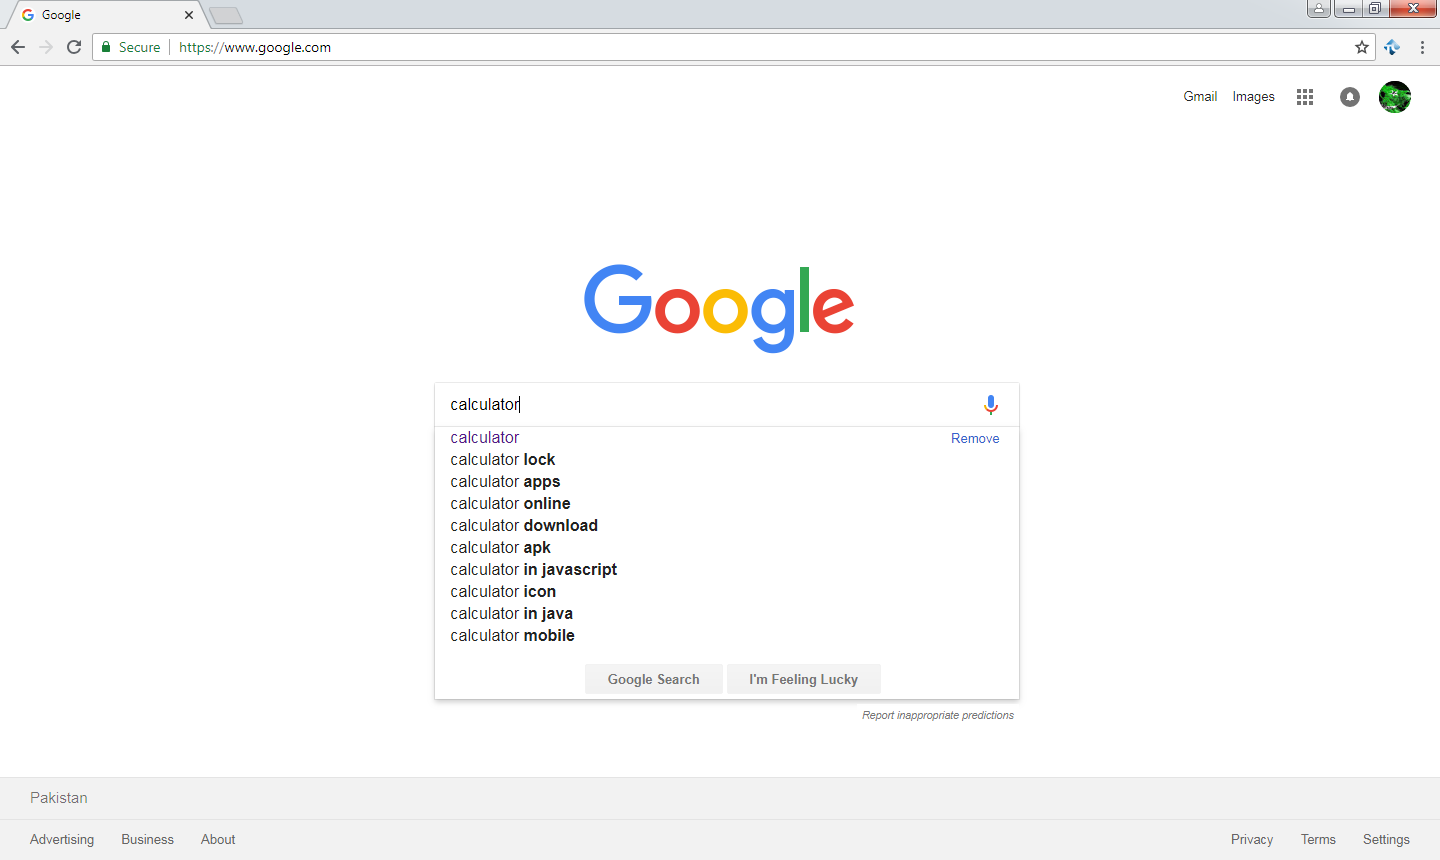 Google
Secure https://www.google.com
Gmail Images
Google
calculator
calculator Remove
calculator lock
calculator apps
calculator online
calculator download
calculator apk
calculator in javascript
calculator icon
calculator in java
calculator mobile
Google Search I'm Feeling Lucky
Report inappropriate predictions
Pakistan
Advertising Business About Privacy Terms Settings